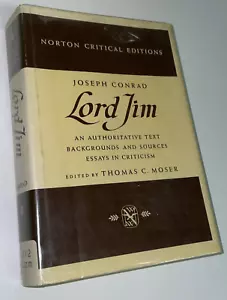 NORTON CRITICAL EDITIONS
JOSEPH CONRAD
Lord Jim
AN AUTHORITATIVE TEXT
BACKGROUNDS AND SOURCES
ESSAYS IN CRITICISM
EDITED BY THOMAS C. MOSER
Lord Jim